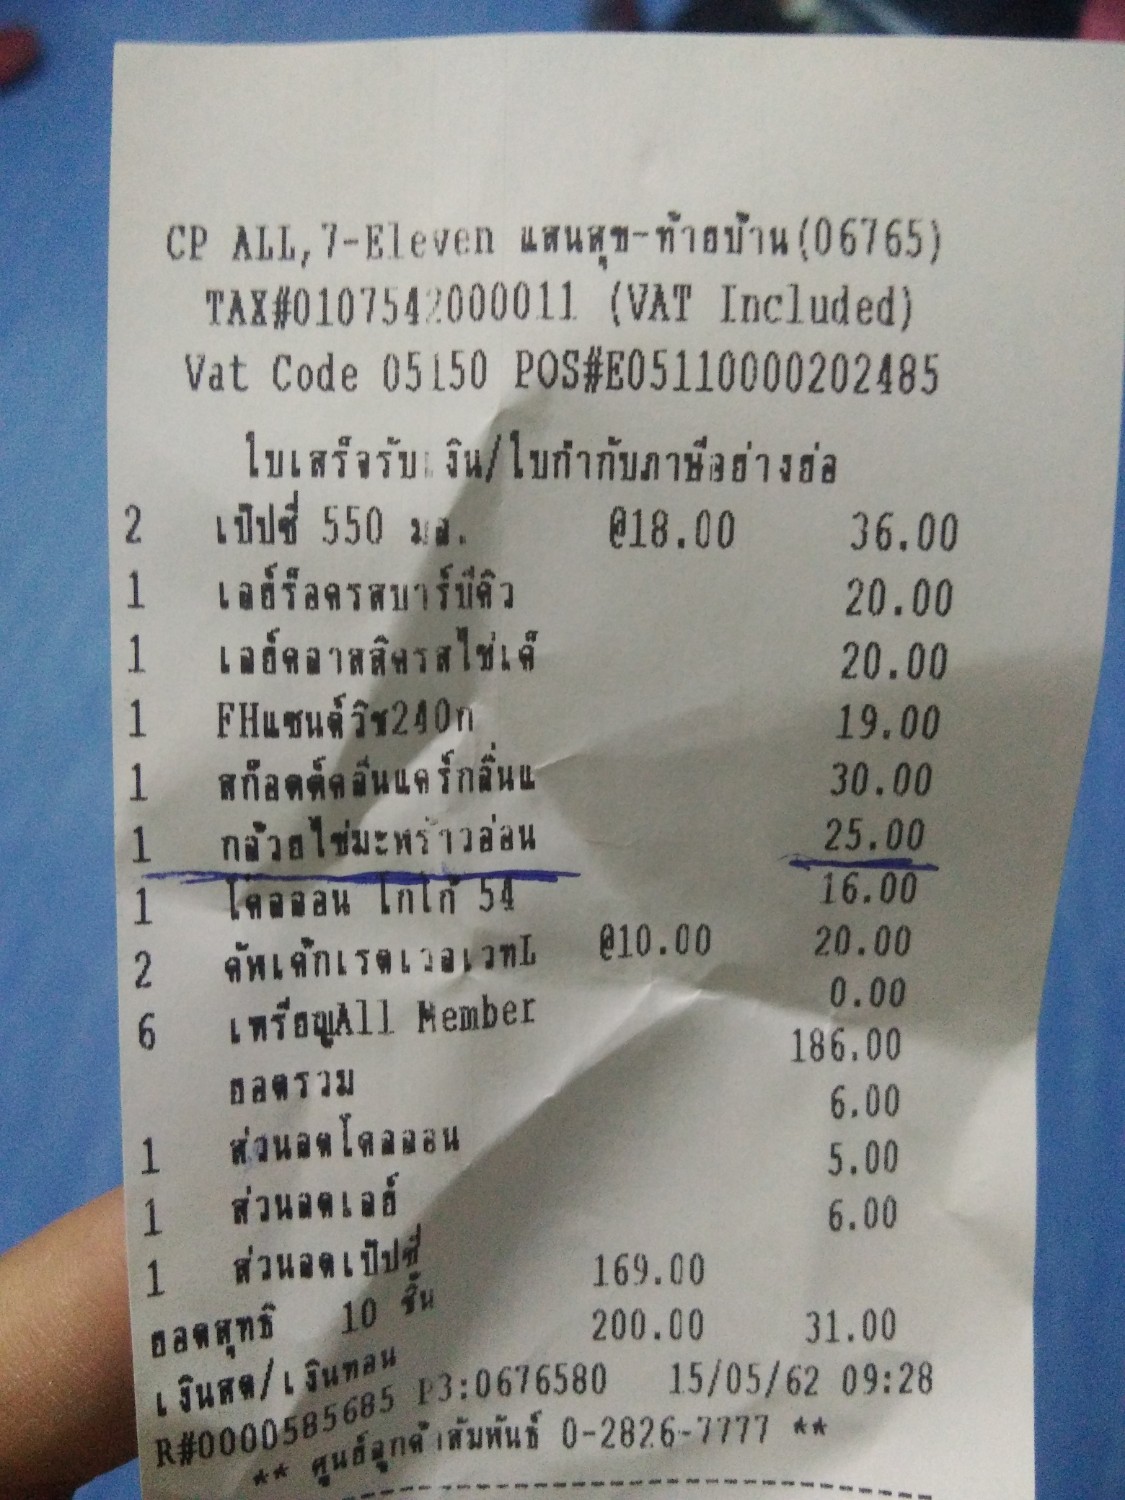 CP ALL,7-Eleven แสนสุข-ท้ายบ้าน(06765)
TAX#0107542000011 (VAT Included)
Vat Code 05150 POS#E05110000202485
ใบเสร็จรับเงิน/ใบกำกับภาษีอย่างย่อ
2 เป๊ปซี่ 550 มล. @18.00 36.00
1 เลย์ร็อครสบาร์บีคิว 20.00
1 เลย์คลาสสิครสไข่เค็ 20.00
1 FHแซนด์วิช240ก 19.00
1 สก๊อตต์คลีนแคร์กลิ่นแ 30.00
1 กล้วยไข่มะพร้าวอ่อน 25.00
1 โดลลอน โกโก้ 54 16.00
2 คัพเค้กเรดเวลเวทL @10.00 20.00
6 เหรียญAll Member 0.00
ยอดรวม 186.00
1 ส่วนลดโดลลอน 6.00
1 ส่วนลดเลย์ 5.00
1 ส่วนลดเป๊ปซี่ 6.00
ยอดสุทธิ 10 ชิ้น 169.00
เงินสด/เงินทอน 200.00 31.00
R#0000585685 P3:0676580 15/05/62 09:28
** ศูนย์ลูกค้าสัมพันธ์ 0-2826-7777 **